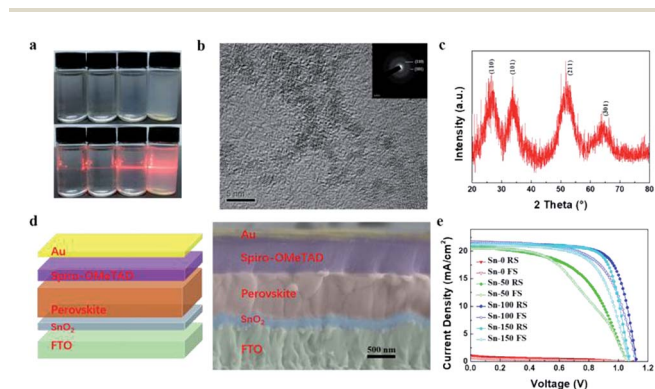 a
b
c
(110)
(101)
(211)
(301)
Intensity (a.u.)
20 30 40 50 60 70 80
2 Theta (°)
d
Au
Spiro-OMeTAD
Perovskite
SnO₂
FTO
Au
Spiro-OMeTAD
Perovskite
SnO₂
FTO
500 nm
e
Current Density (mA/cm²)
25
20
15
10
5
0
Sn-0 RS
Sn-0 FS
Sn-50 RS
Sn-50 FS
Sn-100 RS
Sn-100 FS
Sn-150 RS
Sn-150 FS
0.0 0.2 0.4 0.6 0.8 1.0 1.2
Voltage (V)